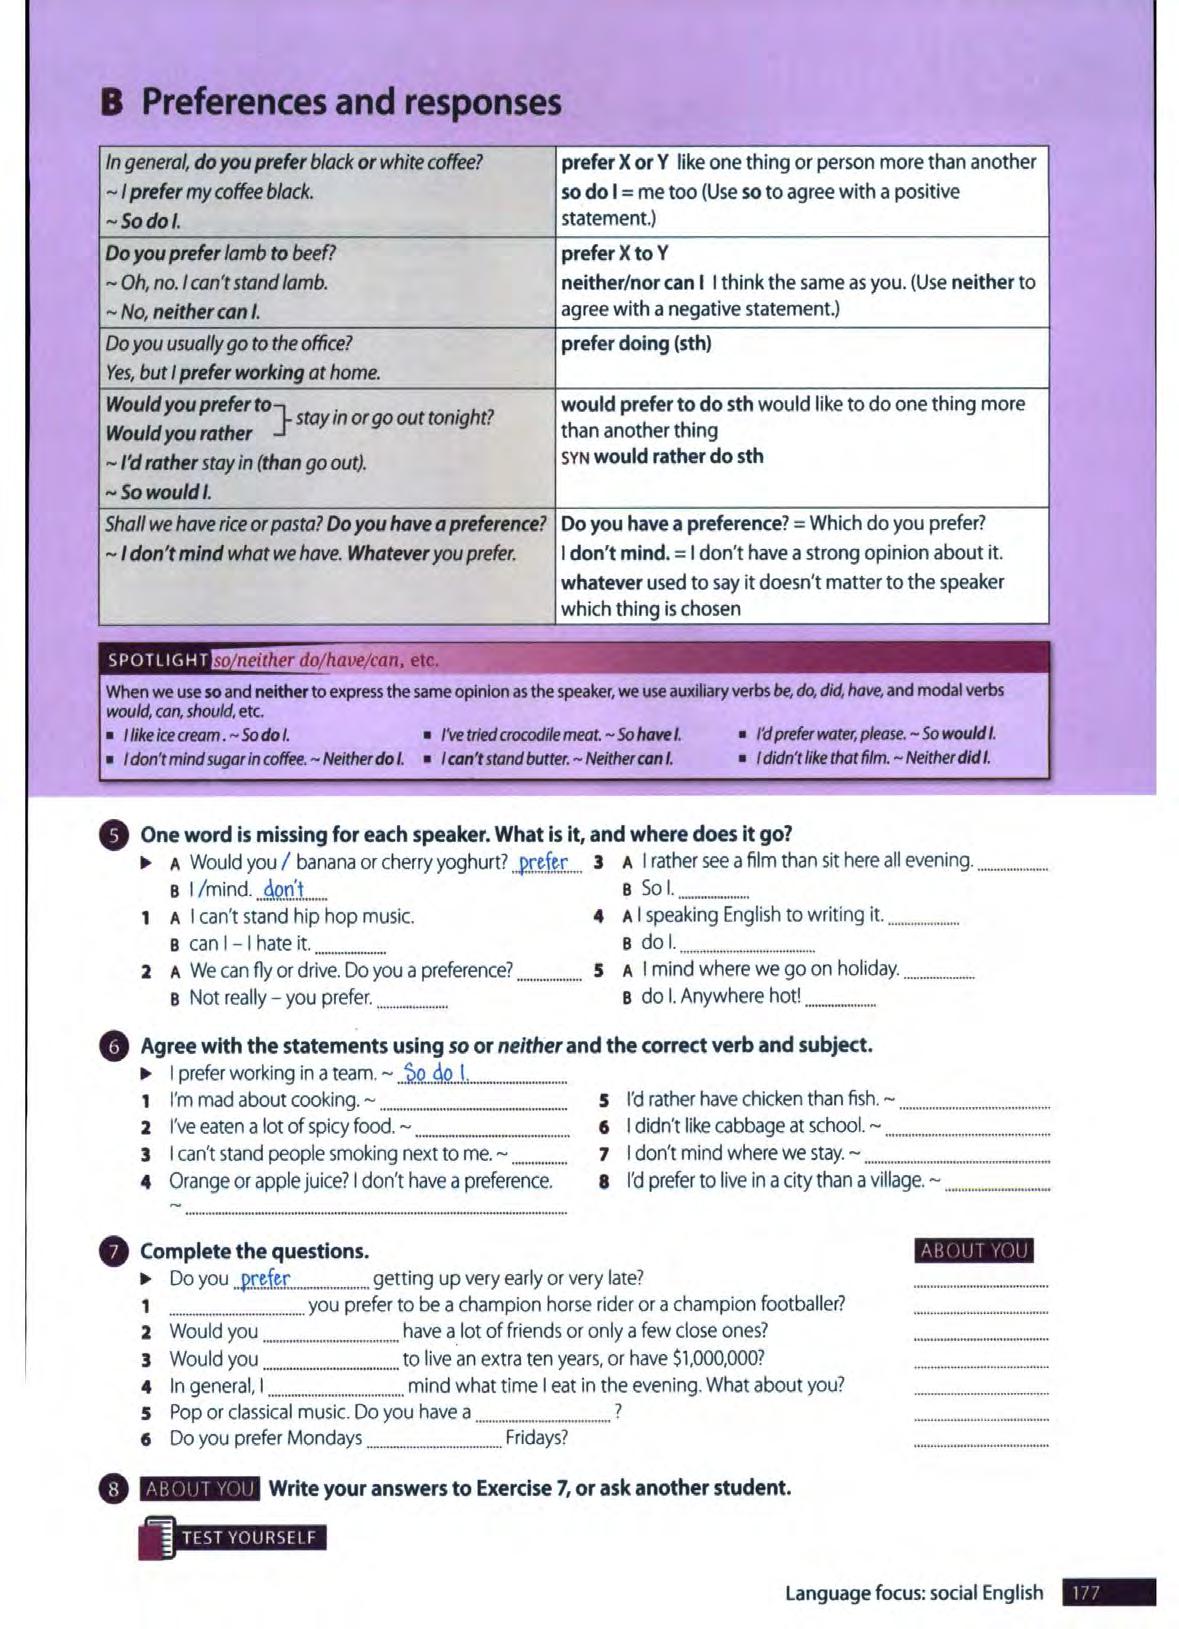 B Preferences and responses
In general, do you prefer black or white coffee?
~ I prefer my coffee black.
~ So do I.
prefer X or Y like one thing or person more than another
so do I = me too (Use so to agree with a positive
statement.)
Do you prefer lamb to beef?
~ Oh, no. I can't stand lamb.
~ No, neither can I.
prefer X to Y
neither/nor can I I think the same as you. (Use neither to
agree with a negative statement.)
Do you usually go to the office?
Yes, but I prefer working at home.
prefer doing (sth)
Would you prefer to
Would you rather
stay in or go out tonight?
~ I'd rather stay in (than go out).
~ So would I.
would prefer to do sth would like to do one thing more
than another thing
SYN would rather do sth
Shall we have rice or pasta? Do you have a preference?
~ I don't mind what we have. Whatever you prefer.
Do you have a preference? = Which do you prefer?
I don't mind. = I don't have a strong opinion about it.
whatever used to say it doesn't matter to the speaker
which thing is chosen
SPOTLIGHT so/neither do/have/can, etc.
When we use so and neither to express the same opinion as the speaker, we use auxiliary verbs be, do, did, have, and modal verbs
would, can, should, etc.
▪ I like ice cream. ~ So do I. ▪ I've tried crocodile meat. ~ So have I. ▪ I'd prefer water, please. ~ So would I.
▪ I don't mind sugar in coffee. ~ Neither do I. ▪ I can't stand butter. ~ Neither can I. ▪ I didn't like that film. ~ Neither did I.
5 One word is missing for each speaker. What is it, and where does it go?
▶ A Would you / banana or cherry yoghurt? prefer
B I /mind. don't
1 A I can't stand hip hop music.
B can I – I hate it.
2 A We can fly or drive. Do you a preference?
B Not really – you prefer.
3 A I rather see a film than sit here all evening.
B So I.
4 A I speaking English to writing it.
B do I.
5 A I mind where we go on holiday.
B do I. Anywhere hot!
6 Agree with the statements using so or neither and the correct verb and subject.
▶ I prefer working in a team. ~ So do I.
1 I'm mad about cooking. ~
2 I've eaten a lot of spicy food. ~
3 I can't stand people smoking next to me. ~
4 Orange or apple juice? I don't have a preference.
~
5 I'd rather have chicken than fish. ~
6 I didn't like cabbage at school. ~
7 I don't mind where we stay. ~
8 I'd prefer to live in a city than a village. ~
7 Complete the questions.
ABOUT YOU
▶ Do you prefer getting up very early or very late?
1 you prefer to be a champion horse rider or a champion footballer?
2 Would you have a lot of friends or only a few close ones?
3 Would you to live an extra ten years, or have $1,000,000?
4 In general, I mind what time I eat in the evening. What about you?
5 Pop or classical music. Do you have a ?
6 Do you prefer Mondays Fridays?
8 ABOUT YOU Write your answers to Exercise 7, or ask another student.
TEST YOURSELF
Language focus: social English 177